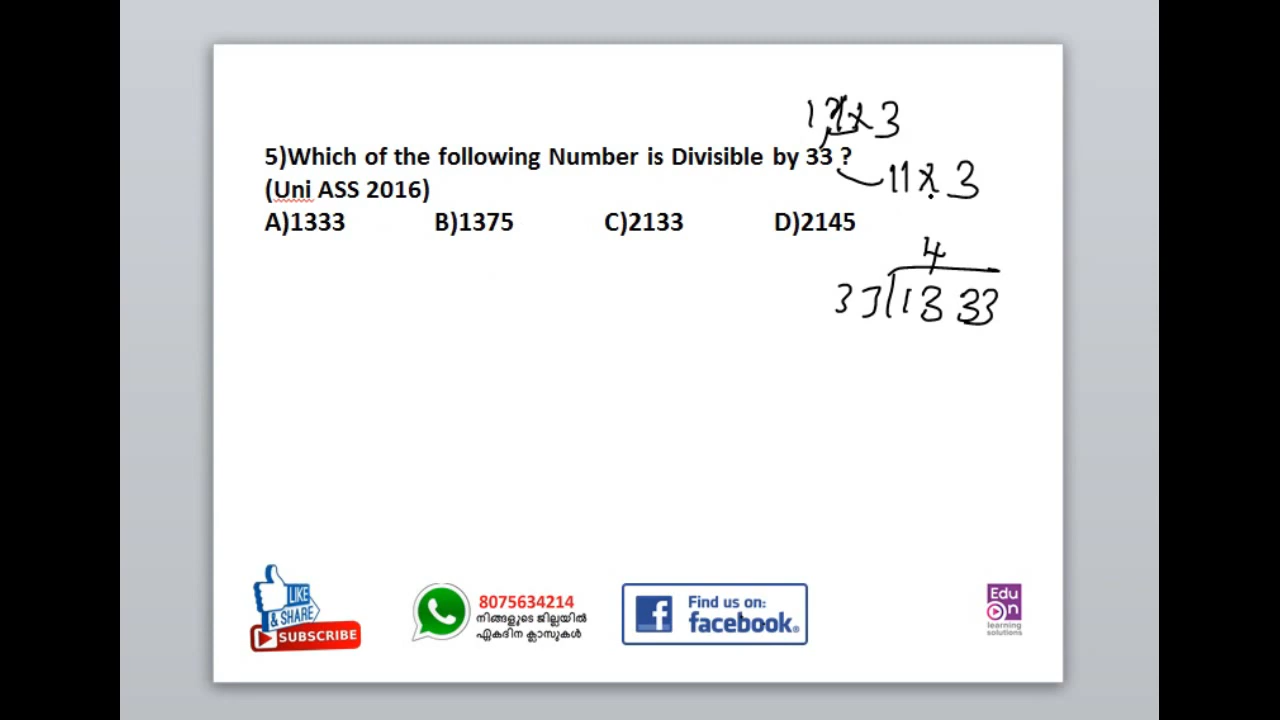 5)Which of the following Number is Divisible by 33 ?
(Uni ASS 2016)
A)1333 B)1375 C)2133 D)2145
11 x 3
4
33 1333
LIKE
& SHARE
SUBSCRIBE
8075634214
നിങ്ങളുടെ ജില്ലയിൽ
ഏകദിന ക്ലാസുകൾ
Find us on:
facebook®
Edu
On
learning
solutions